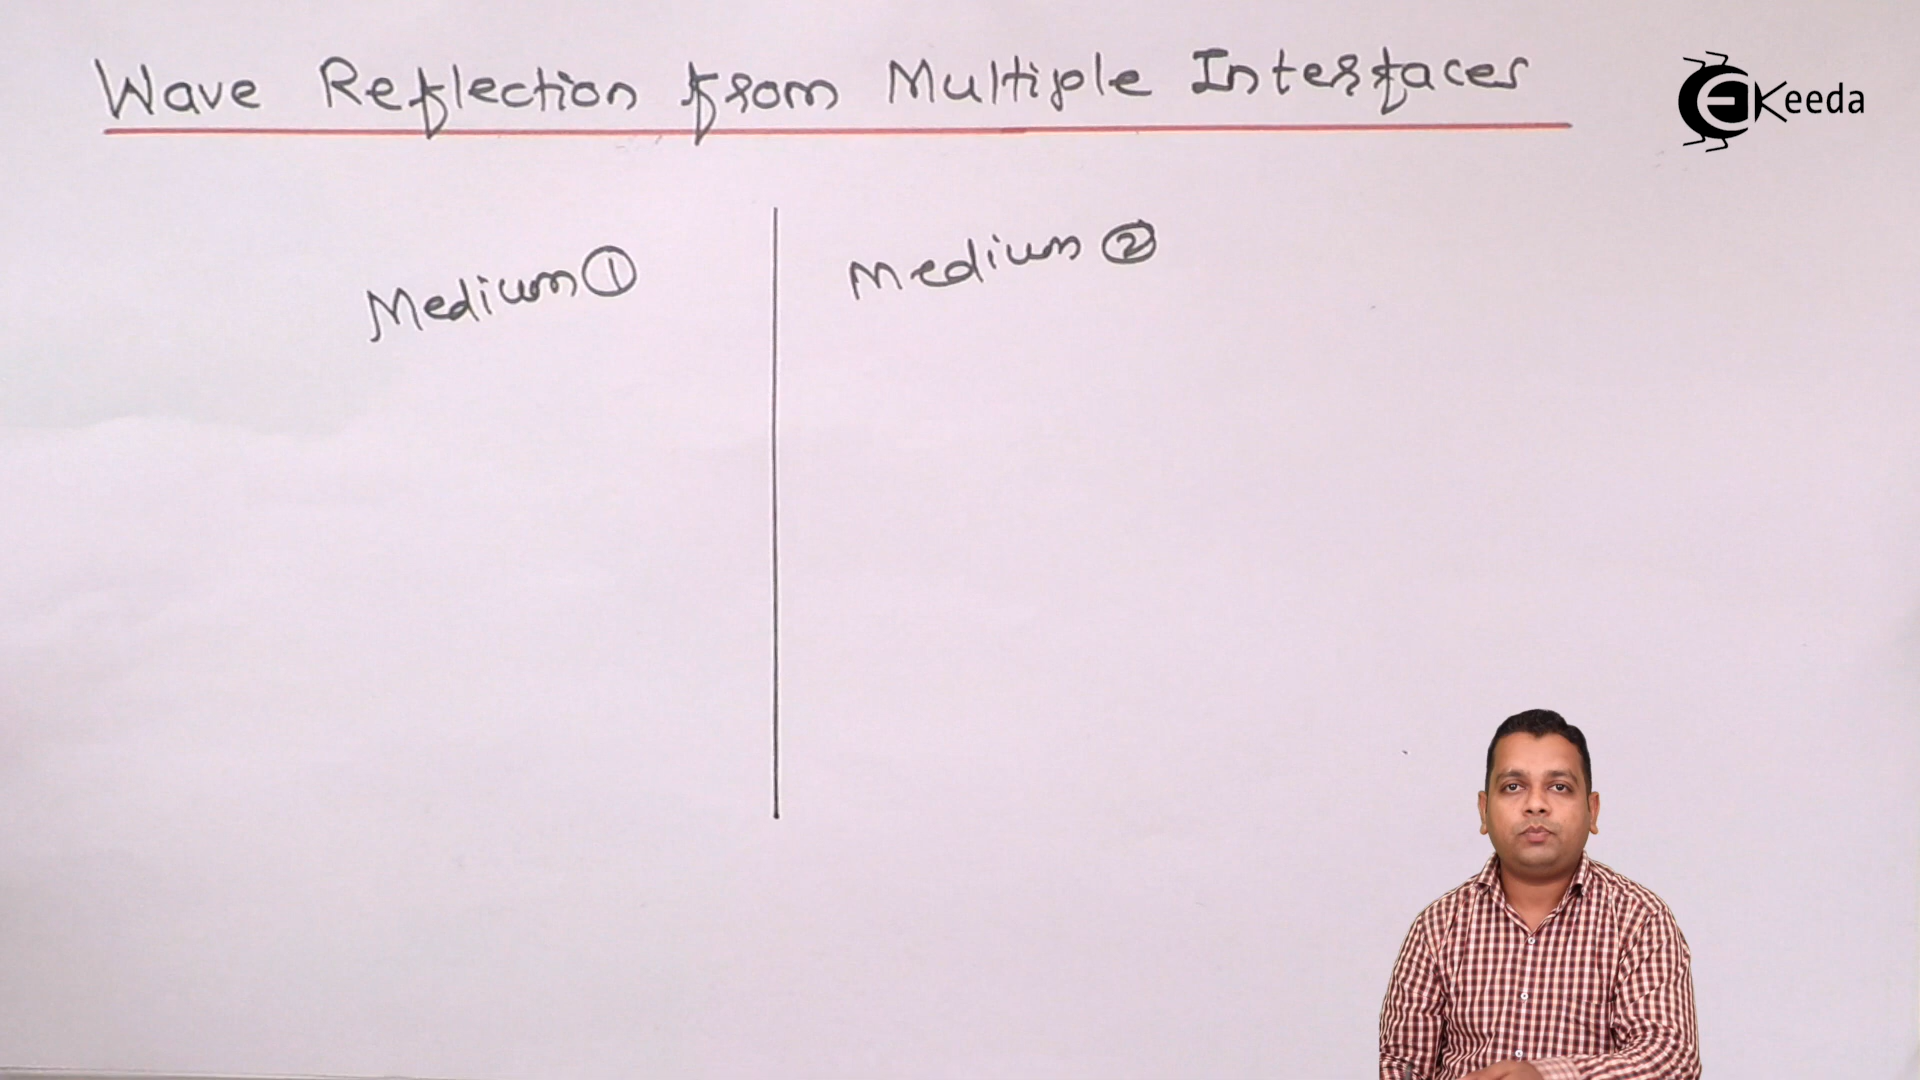 Wave Reflection from Multiple Interfaces
EKeeda
Medium ①
Medium ②